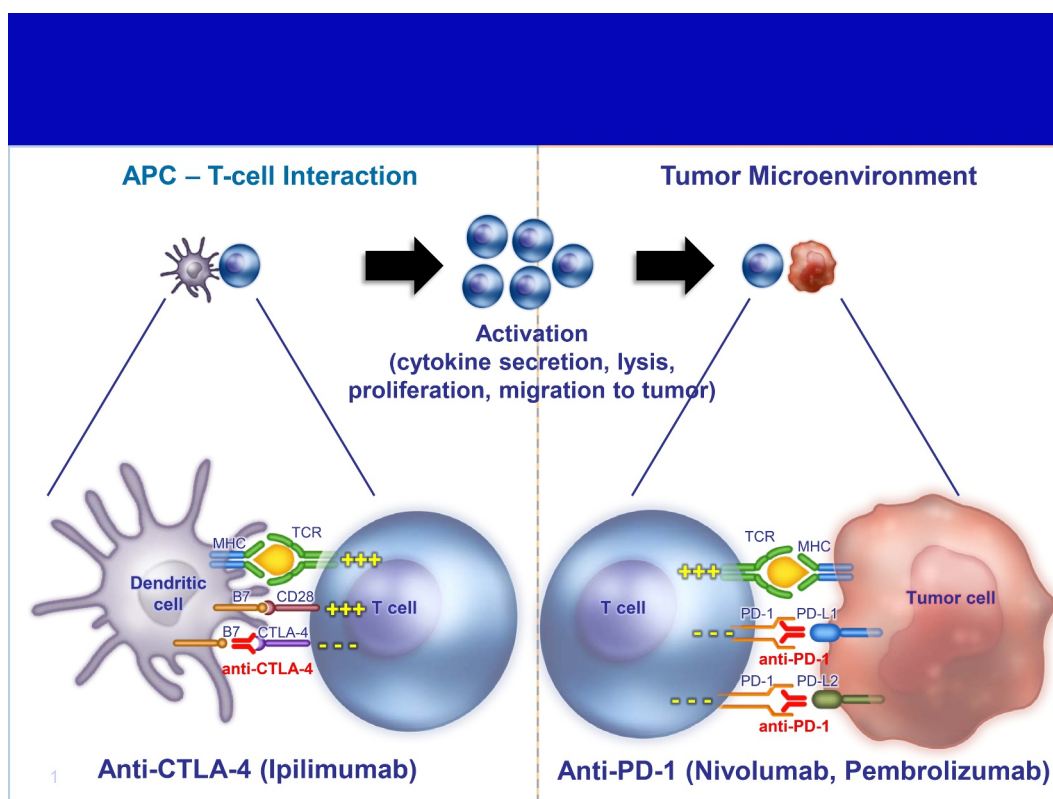 APC – T-cell Interaction
Tumor Microenvironment
Activation
(cytokine secretion, lysis,
proliferation, migration to tumor)
MHC
TCR
+++
Dendritic
cell
B7
CD28
+++
T cell
B7
CTLA-4
- - -
anti-CTLA-4
TCR
MHC
+++
T cell
Tumor cell
PD-1
PD-L1
- - -
anti-PD-1
PD-1
PD-L2
- - -
anti-PD-1
1
Anti-CTLA-4 (Ipilimumab)
Anti-PD-1 (Nivolumab, Pembrolizumab)